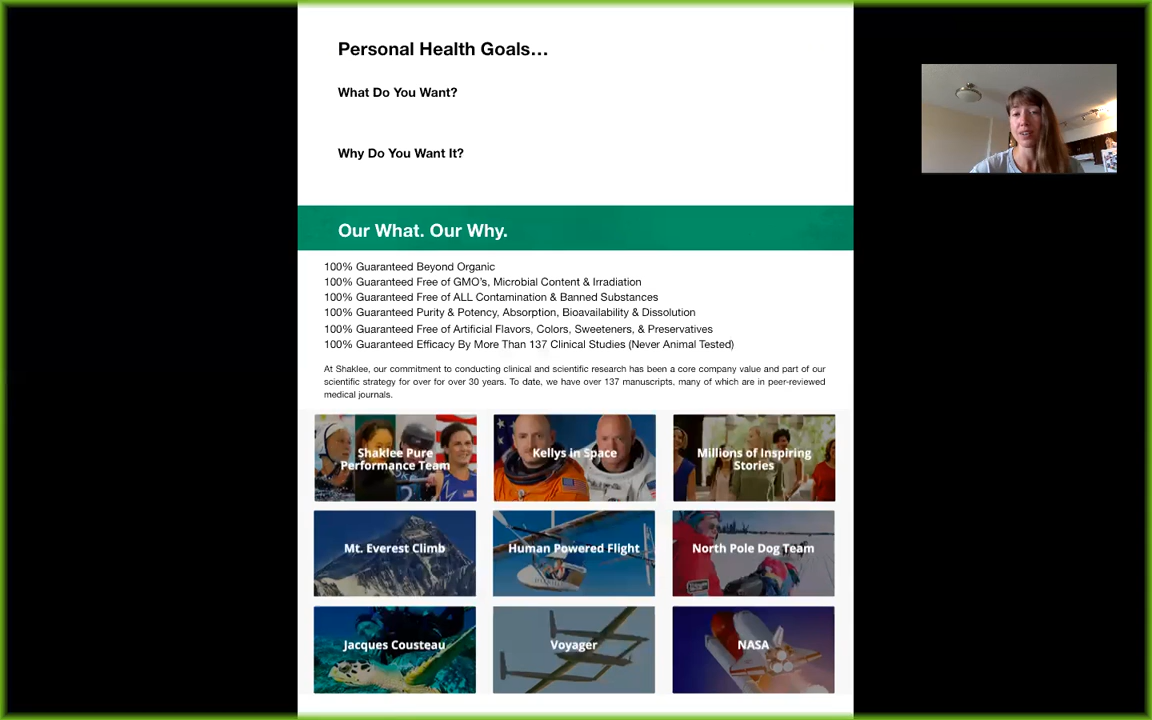 Personal Health Goals…
What Do You Want?
Why Do You Want It?
Our What. Our Why.
100% Guaranteed Beyond Organic
100% Guaranteed Free of GMO's, Microbial Content & Irradiation
100% Guaranteed Free of ALL Contamination & Banned Substances
100% Guaranteed Purity & Potency, Absorption, Bioavailability & Dissolution
100% Guaranteed Free of Artificial Flavors, Colors, Sweeteners, & Preservatives
100% Guaranteed Efficacy By More Than 137 Clinical Studies (Never Animal Tested)
At Shaklee, our commitment to conducting clinical and scientific research has been a core company value and part of our
scientific strategy for over for over 30 years. To date, we have over 137 manuscripts, many of which are in peer-reviewed
medical journals.
Shaklee Pure
Performance Team
Kellys in Space
Millions of Inspiring
Stories
Mt. Everest Climb
Human Powered Flight
North Pole Dog Team
Jacques Cousteau
Voyager
NASA